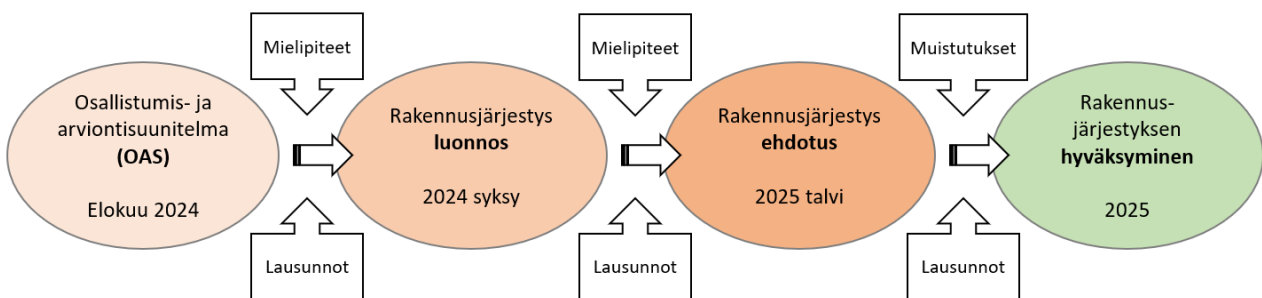 Mielipiteet
Mielipiteet
Muistutukset
Osallistumis- ja
arviontisuunitelma
(OAS)
Elokuu 2024
Rakennusjärjestys
luonnos
2024 syksy
Rakennusjärjestys
ehdotus
2025 talvi
Rakennus-
järjestyksen
hyväksyminen
2025
Lausunnot
Lausunnot
Lausunnot